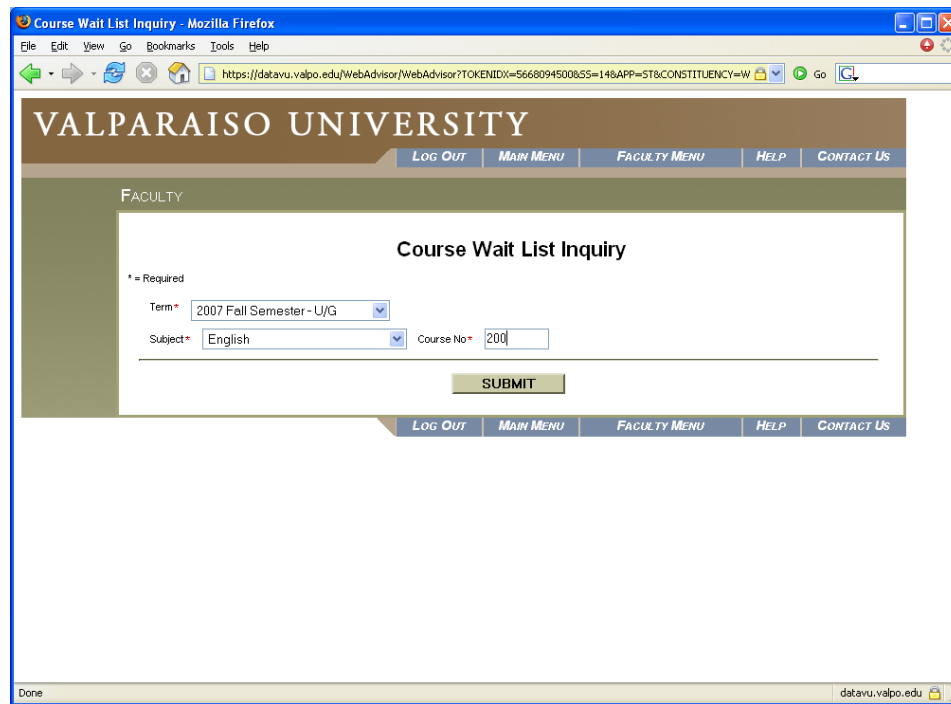 Course Wait List Inquiry - Mozilla Firefox
File Edit View Go Bookmarks Tools Help
https://datavu.valpo.edu/WebAdvisor/WebAdvisor?TOKENIDX=5668094500&SS=14&APP=ST&CONSTITUENCY=W Go G
VALPARAISO UNIVERSITY
LOG OUT MAIN MENU FACULTY MENU HELP CONTACT US
FACULTY
Course Wait List Inquiry
* = Required
Term* 2007 Fall Semester - U/G
Subject* English Course No* 200
SUBMIT
LOG OUT MAIN MENU FACULTY MENU HELP CONTACT US
Done datavu.valpo.edu